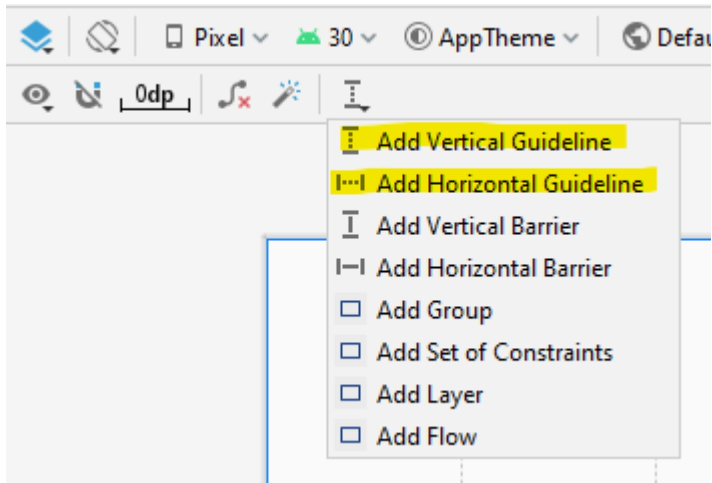 Pixel 30 AppTheme Defau
0dp
Add Vertical Guideline
Add Horizontal Guideline
Add Vertical Barrier
Add Horizontal Barrier
Add Group
Add Set of Constraints
Add Layer
Add Flow